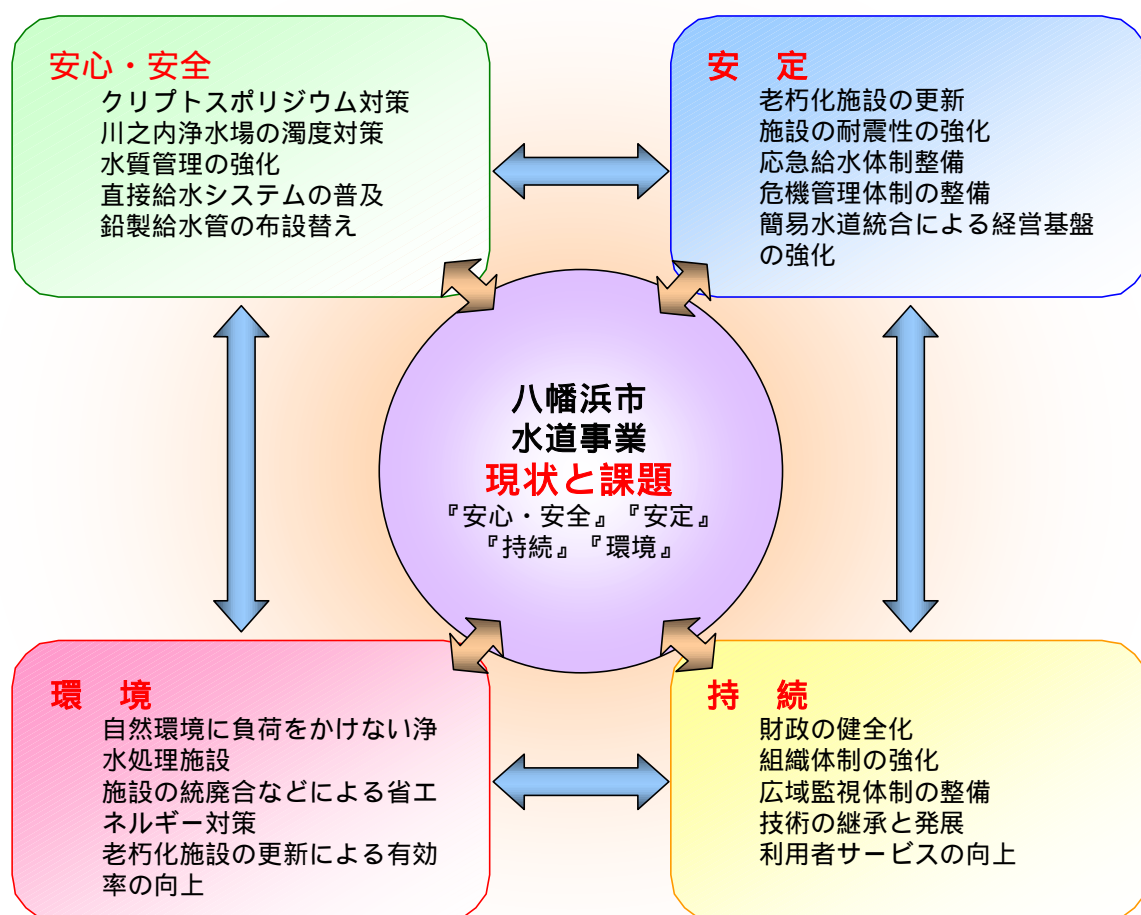 安心・安全
クリプトスポリジウム対策
川之内浄水場の濁度対策
水質管理の強化
直接給水システムの普及
鉛製給水管の布設替え
安　定
老朽化施設の更新
施設の耐震性の強化
応急給水体制整備
危機管理体制の整備
簡易水道統合による経営基盤
の強化
八幡浜市
水道事業
現状と課題
『安心・安全』『安定』
『持続』『環境』
環　境
自然環境に負荷をかけない浄
水処理施設
施設の統廃合などによる省エ
ネルギー対策
老朽化施設の更新による有効
率の向上
持　続
財政の健全化
組織体制の強化
広域監視体制の整備
技術の継承と発展
利用者サービスの向上